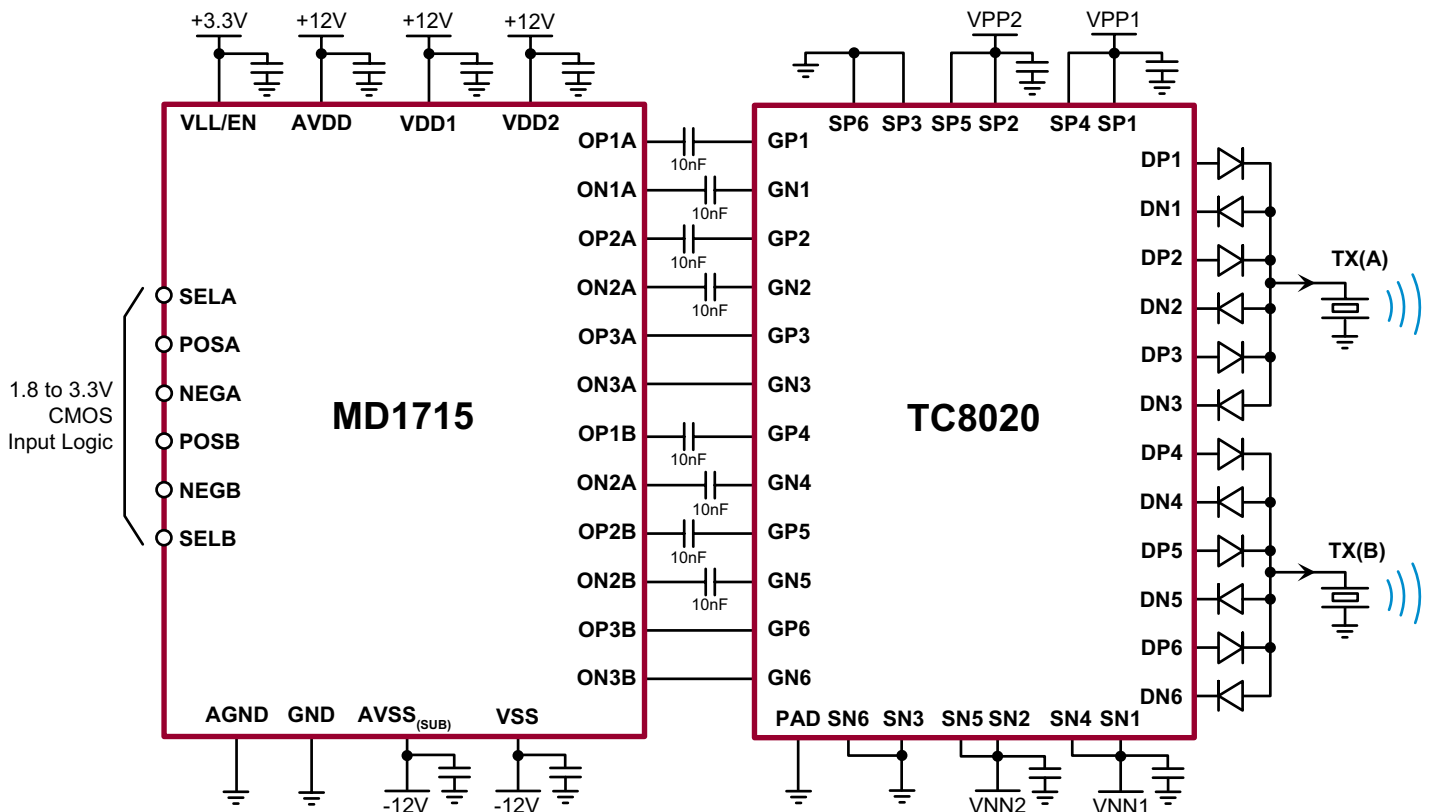 +3.3V +12V +12V +12V VPP2 VPP1
VLL/EN AVDD VDD1 VDD2
SP6 SP3 SP5 SP2 SP4 SP1
OP1A 10nF GP1
ON1A 10nF GN1
OP2A 10nF GP2
ON2A 10nF GN2
OP3A GP3
ON3A GN3
OP1B 10nF GP4
ON2A 10nF GN4
OP2B 10nF GP5
ON2B 10nF GN5
OP3B GP6
ON3B GN6
1.8 to 3.3V
CMOS
Input Logic
SELA
POSA
NEGA
POSB
NEGB
SELB
MD1715
TC8020
DP1
DN1
DP2
DN2
DP3
DN3
DP4
DN4
DP5
DN5
DP6
DN6
TX(A)
TX(B)
AGND GND AVSS(SUB) VSS
PAD SN6 SN3 SN5 SN2 SN4 SN1
-12V -12V VNN2 VNN1